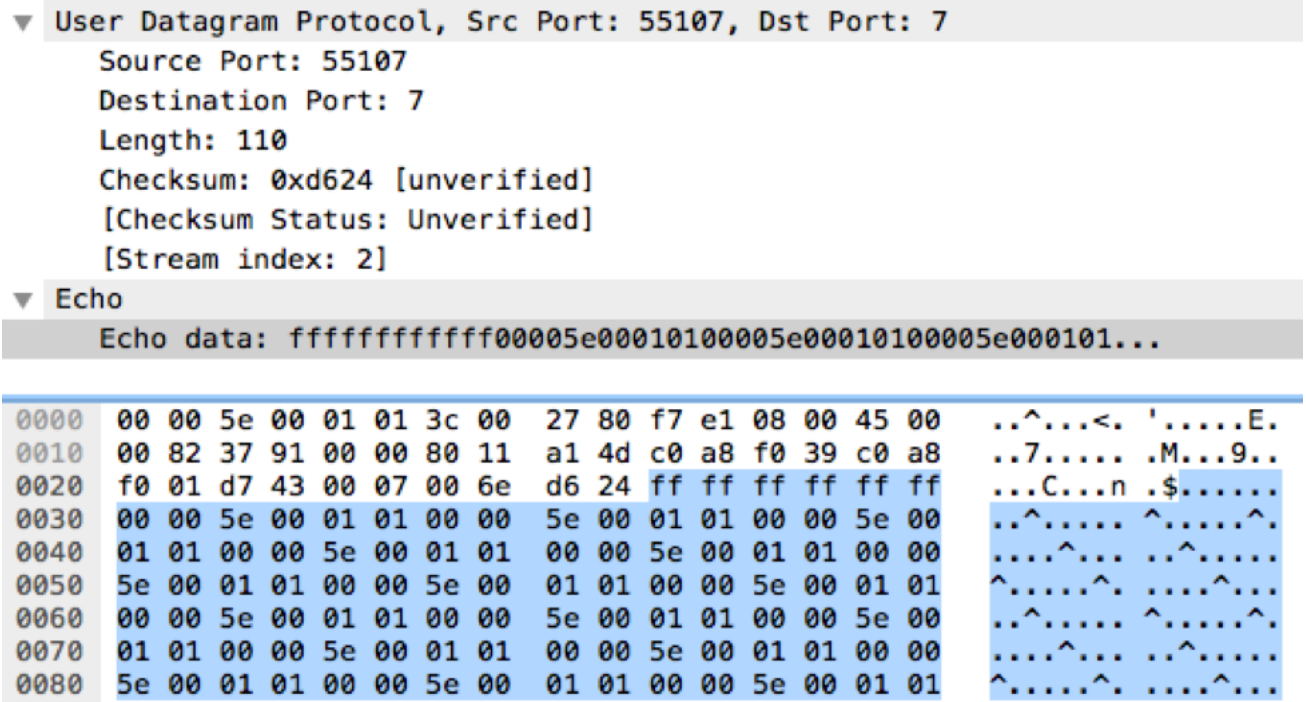 ▼ User Datagram Protocol, Src Port: 55107, Dst Port: 7
Source Port: 55107
Destination Port: 7
Length: 110
Checksum: 0xd624 [unverified]
[Checksum Status: Unverified]
[Stream index: 2]
▼ Echo
Echo data: ffffffffffff00005e00010100005e00010100005e000101...
0000 00 00 5e 00 01 01 3c 00 27 80 f7 e1 08 00 45 00 ..^...<. '.....E.
0010 00 82 37 91 00 00 80 11 a1 4d c0 a8 f0 39 c0 a8 ..7..... .M...9..
0020 f0 01 d7 43 00 07 00 6e d6 24 ff ff ff ff ff ff ...C...n .$......
0030 00 00 5e 00 01 01 00 00 5e 00 01 01 00 00 5e 00 ..^..... ^.....^.
0040 01 01 00 00 5e 00 01 01 00 00 5e 00 01 01 00 00 ....^... ..^.....
0050 5e 00 01 01 00 00 5e 00 01 01 00 00 5e 00 01 01 ^.....^. ....^...
0060 00 00 5e 00 01 01 00 00 5e 00 01 01 00 00 5e 00 ..^..... ^.....^.
0070 01 01 00 00 5e 00 01 01 00 00 5e 00 01 01 00 00 ....^... ..^.....
0080 5e 00 01 01 00 00 5e 00 01 01 00 00 5e 00 01 01 ^.....^. ....^...